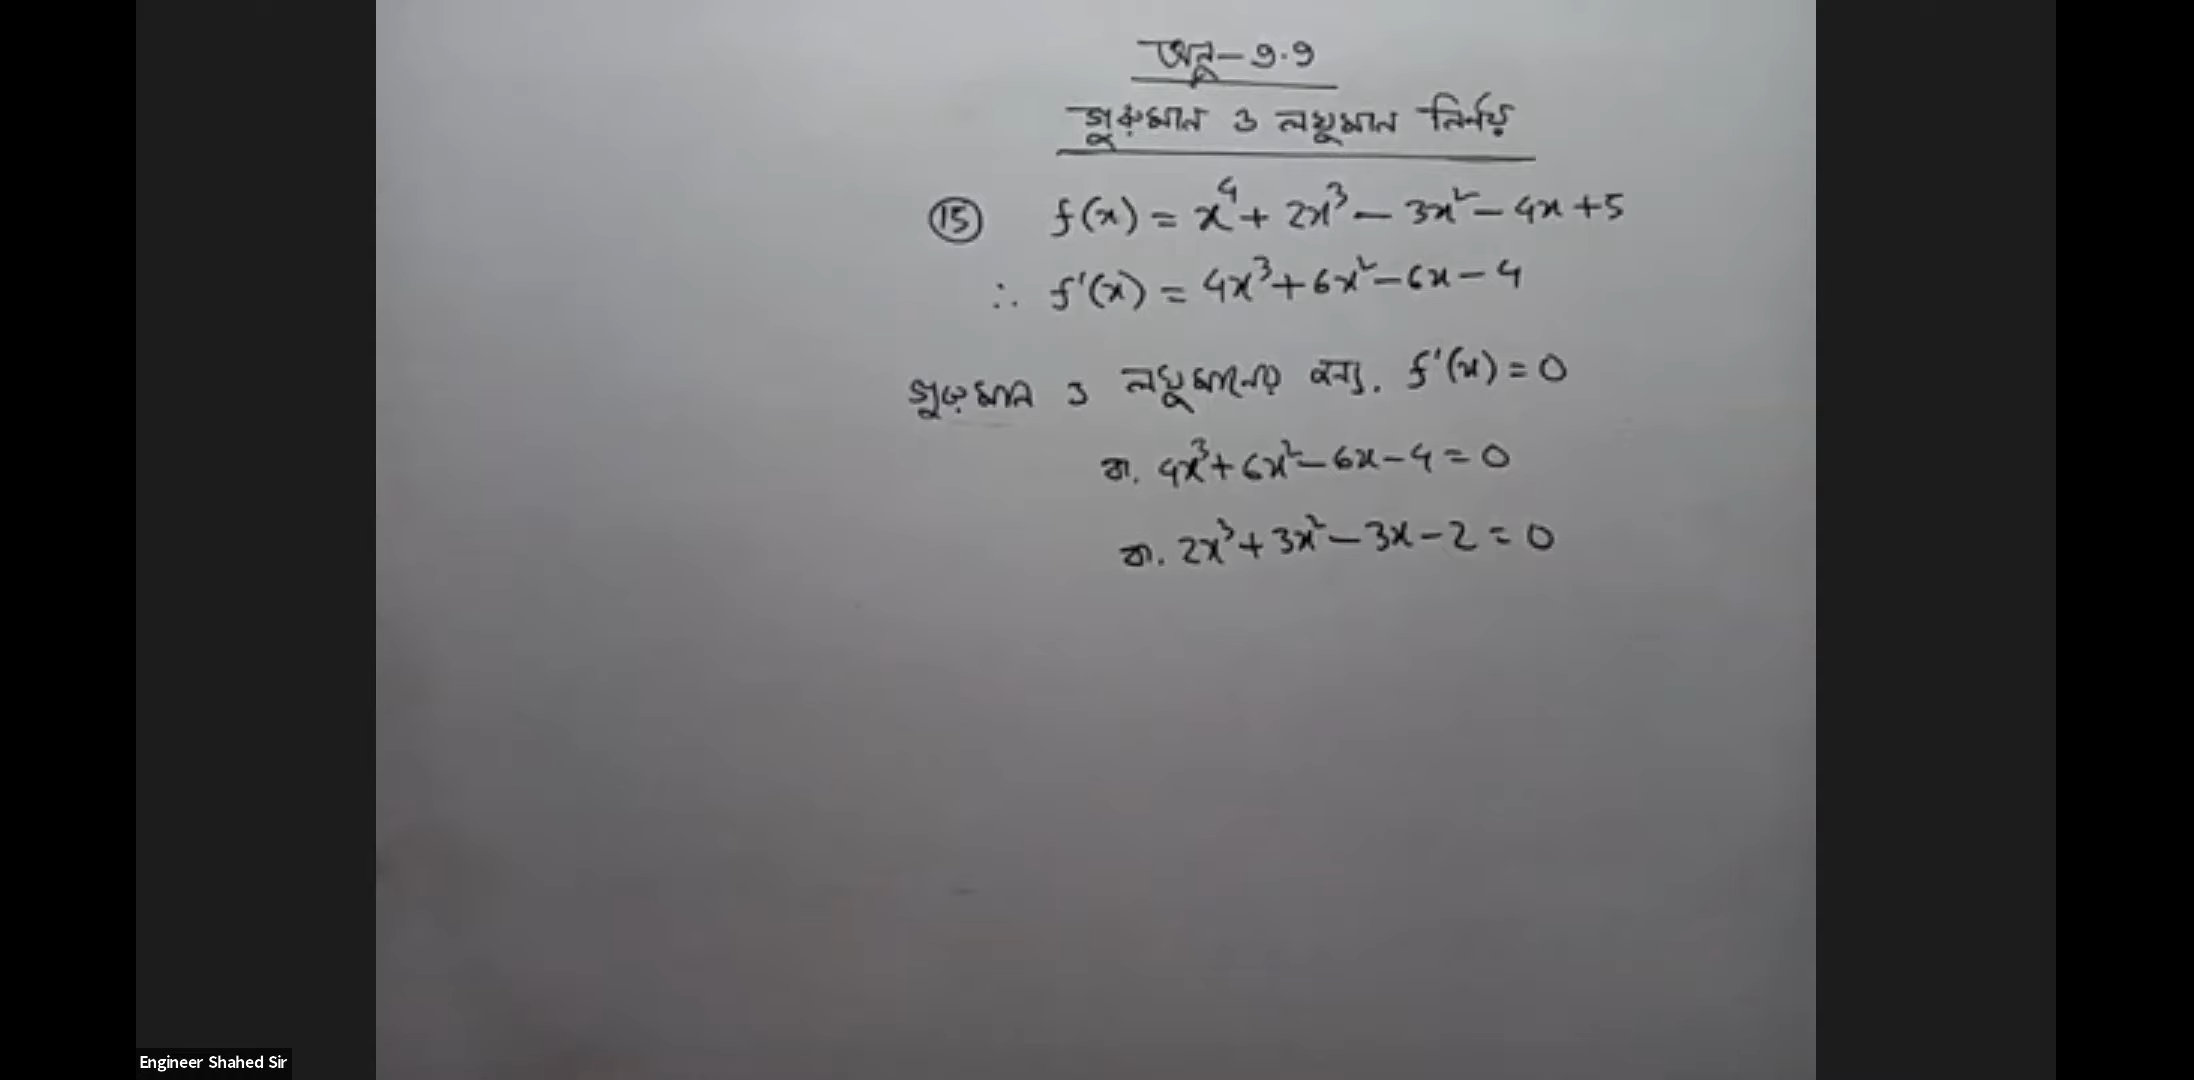 অনু-৯.৯
গুরুমান ও লঘুমান নির্ণয়
⑮ f(x) = x⁴ + 2x³ - 3x² - 4x + 5
∴ f'(x) = 4x³ + 6x² - 6x - 4
গুরুমান ও লঘুমানের জন্য, f'(x) = 0
বা, 4x³ + 6x² - 6x - 4 = 0
বা, 2x³ + 3x² - 3x - 2 = 0
Engineer Shahed Sir